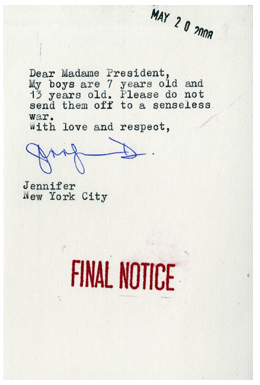 MAY 20 2008
Dear Madame President,
My boys are 7 years old and
13 years old. Please do not
send them off to a senseless
war.
With love and respect,
Jennifer
New York City
FINAL NOTICE